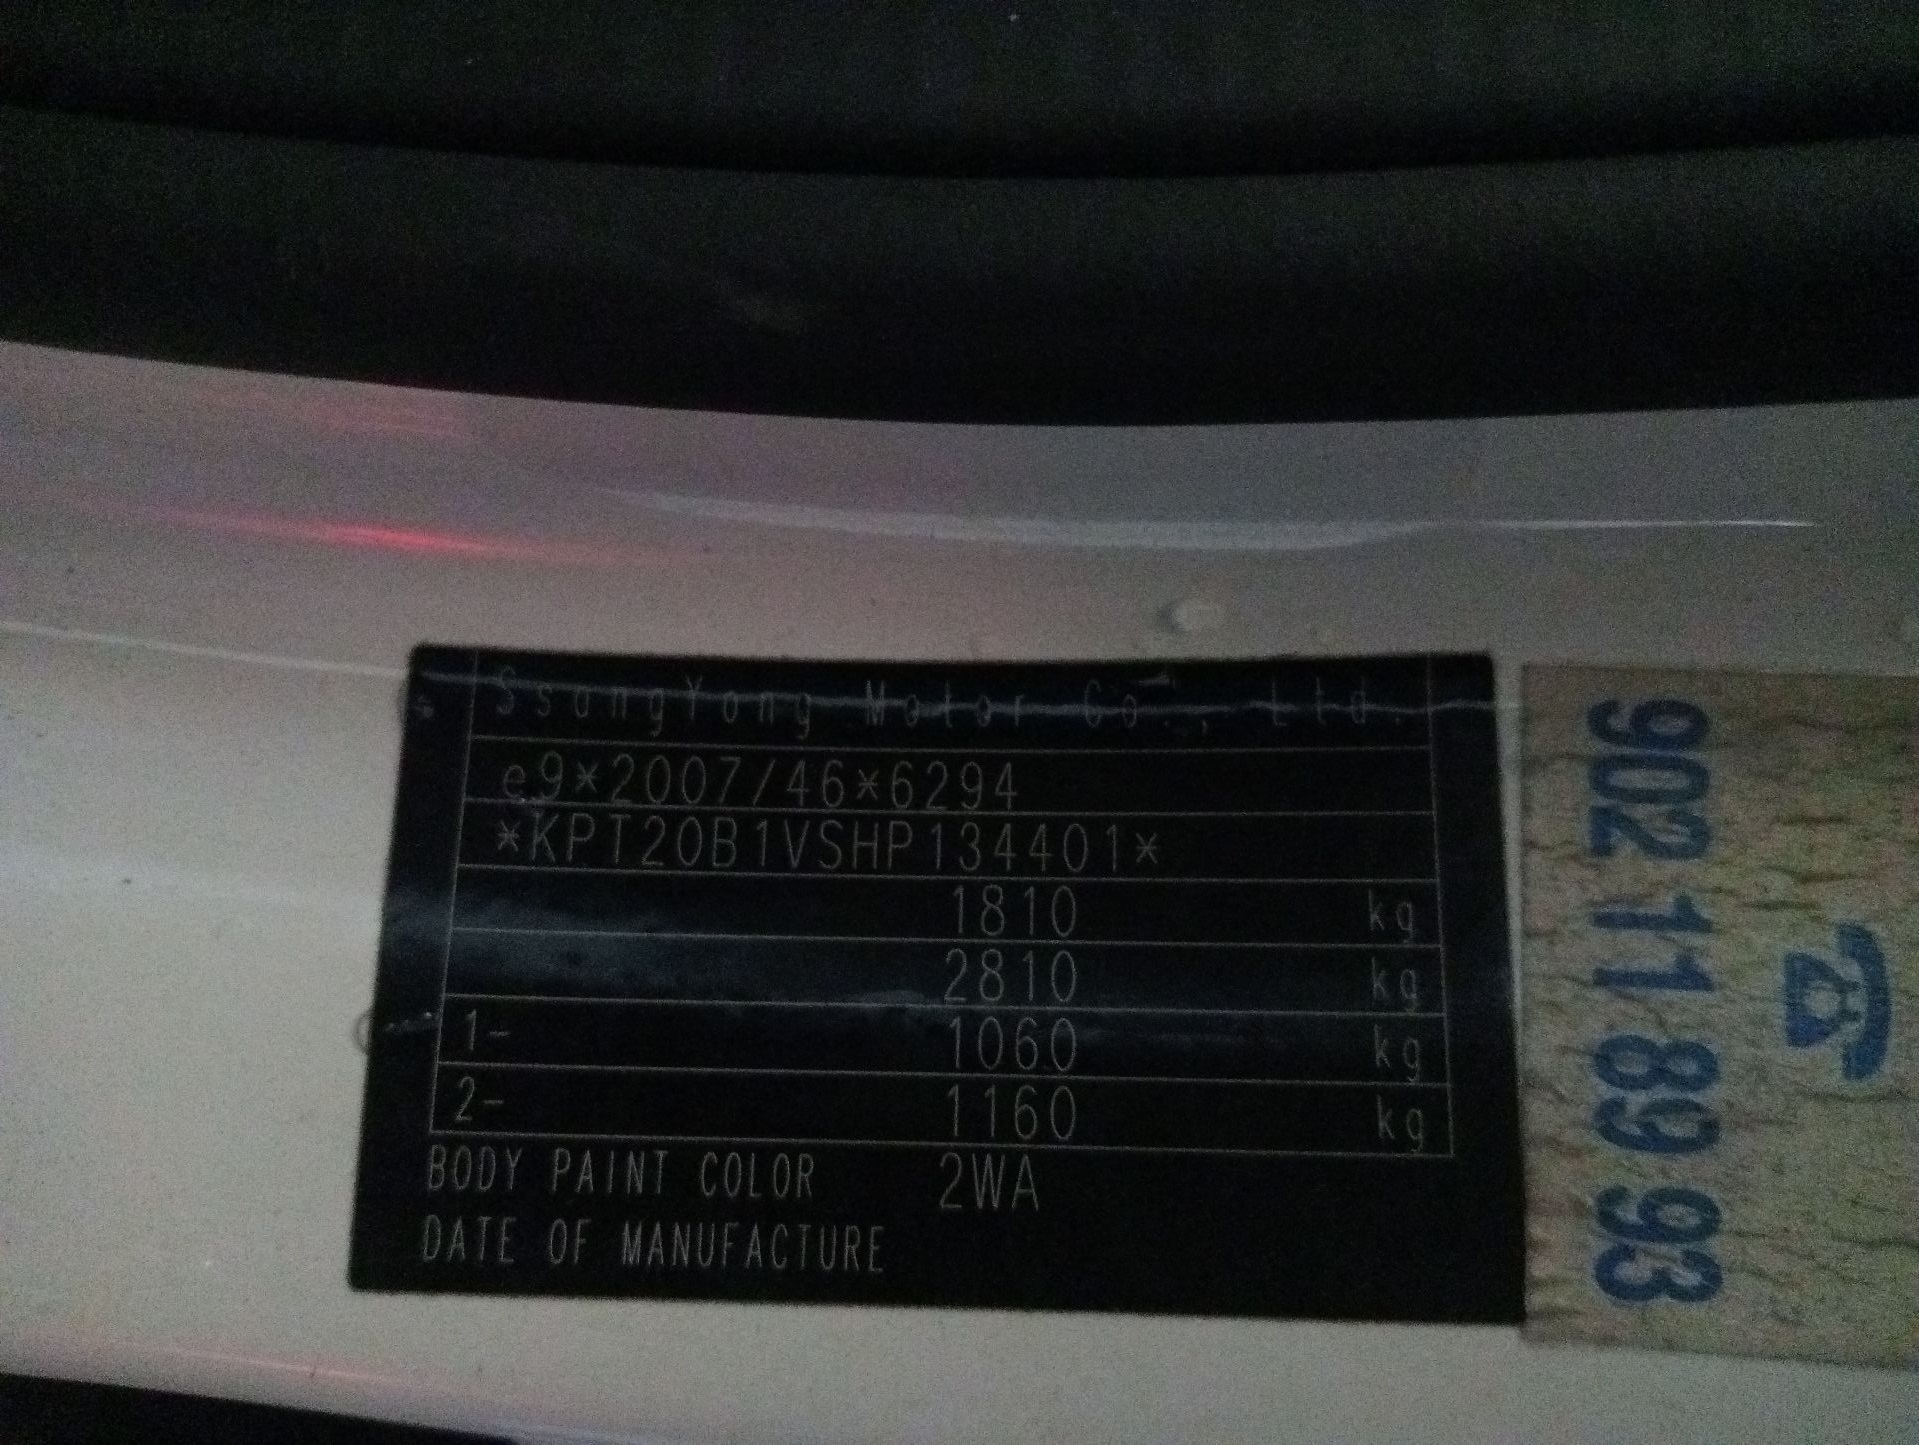 SsangYong Motor Co., Ltd.
e9*2007/46*6294
*KPT20B1VSHP134401*
1810 kg
2810 kg
1- 1060 kg
2- 1160 kg
BODY PAINT COLOR 2WA
DATE OF MANUFACTURE
902 11 89 93